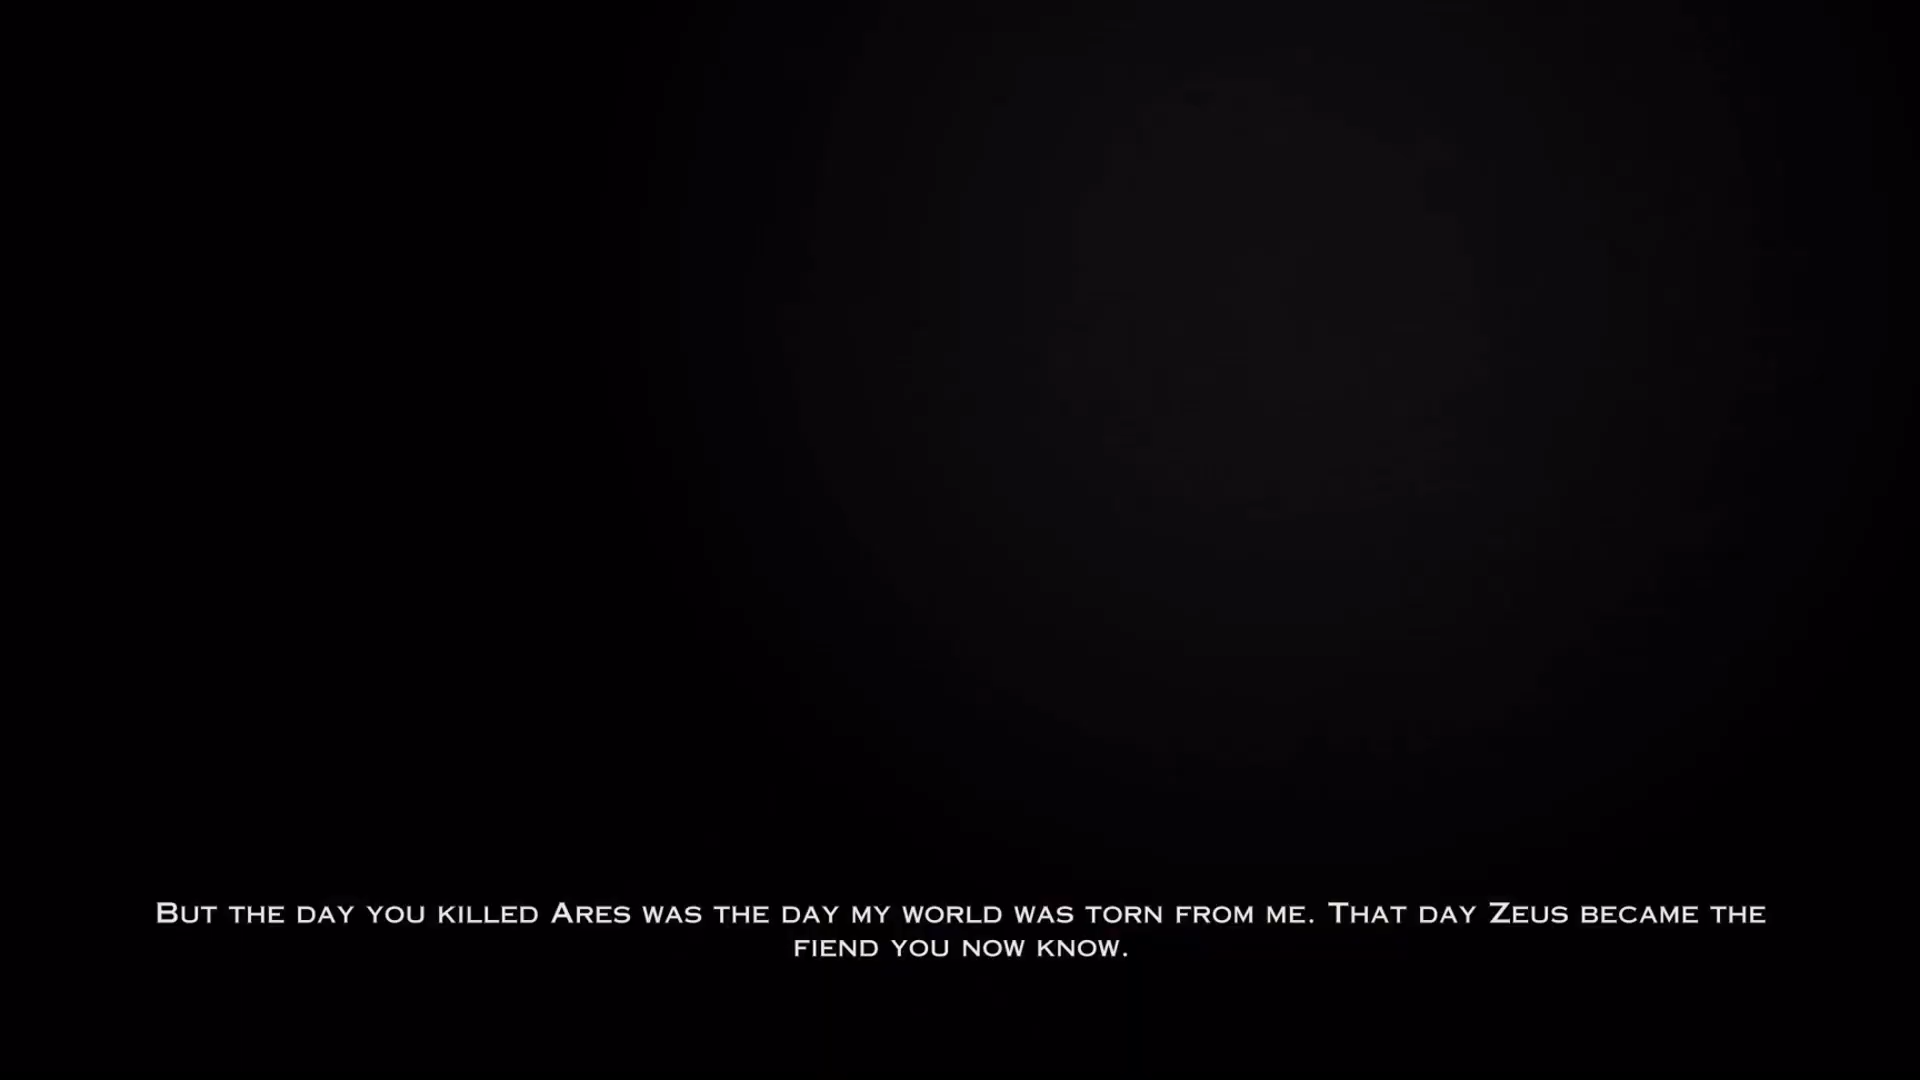 But the day you killed Ares was the day my world was torn from me. That day Zeus became the
fiend you now know.